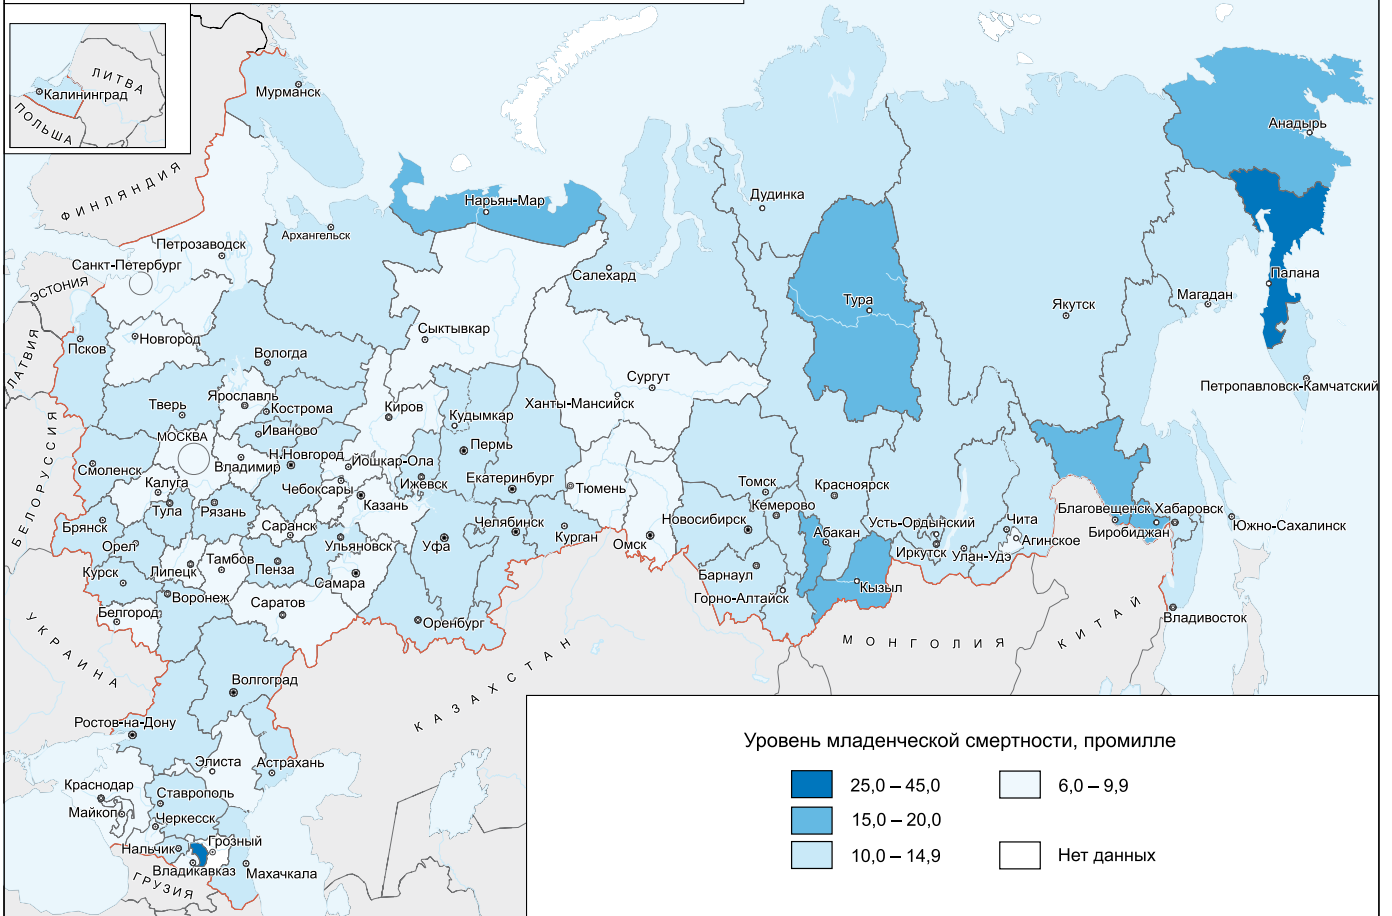 ЛИТВА
Калининград
ПОЛЬША
Мурманск
Анадырь
ФИНЛЯНДИЯ
Нарьян-Мар
Дудинка
Архангельск
Петрозаводск
Санкт-Петербург
Салехард
Палана
ЭСТОНИЯ
Тура
Магадан
Якутск
Сыктывкар
Новгород
Псков
ЛАТВИЯ
Вологда
Сургут
Петропавловск-Камчатский
Ярославль
Ханты-Мансийск
Тверь
Кострома
Киров
Кудымкар
Иваново
МОСКВА
Пермь
Н.Новгород
Йошкар-Ола
Смоленск
Владимир
БЕЛОРУССИЯ
Калуга
Чебоксары
Ижевск
Екатеринбург
Тюмень
Томск
Красноярск
Тула
Рязань
Казань
Кемерово
Благовещенск
Хабаровск
Брянск
Саранск
Челябинск
Новосибирск
Усть-Ордынский
Чита
Южно-Сахалинск
Орел
Ульяновск
Уфа
Курган
Омск
Абакан
Агинское
Биробиджан
Иркутск
Улан-Удэ
Курск
Липецк
Тамбов
Пенза
Самара
Барнаул
Кызыл
Воронеж
Саратов
Горно-Алтайск
Белгород
Оренбург
Владивосток
УКРАИНА
КАЗАХСТАН
МОНГОЛИЯ
КИТАЙ
Волгоград
Ростов-на-Дону
Элиста
Астрахань
Краснодар
Ставрополь
Майкоп
Черкесск
Нальчик
Грозный
Владикавказ
Махачкала
ГРУЗИЯ
Уровень младенческой смертности, промилле
25,0 – 45,0
6,0 – 9,9
15,0 – 20,0
10,0 – 14,9
Нет данных